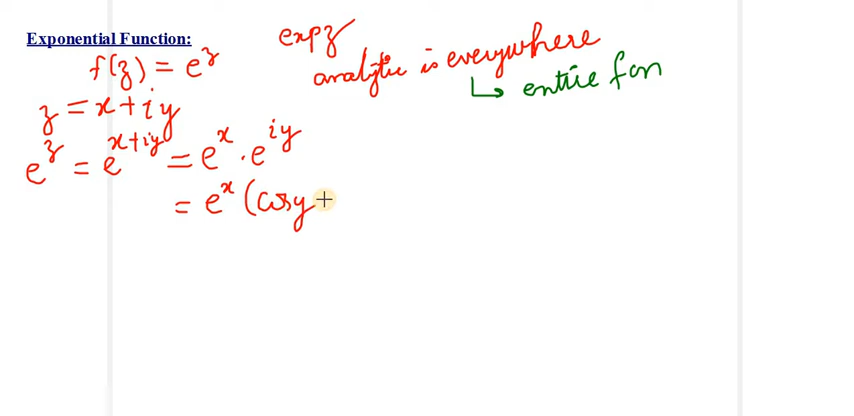 Exponential Function:
exp z
f(z) = e^z
analytic is everywhere
↳ entire fcn
z = x + iy
e^z = e^{x+iy} = e^x · e^{iy}
= e^x (cos y +